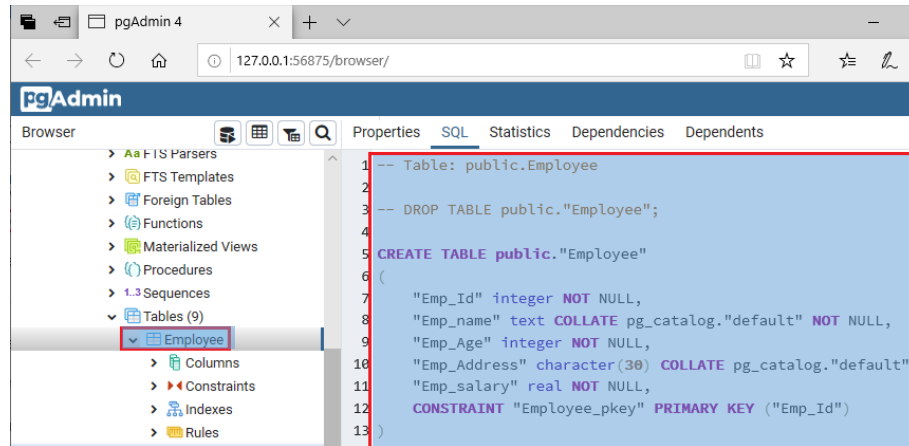 pgAdmin 4
127.0.0.1:56875/browser/
pgAdmin
Browser
Properties SQL Statistics Dependencies Dependents
Aa FTS Parsers
FTS Templates
Foreign Tables
Functions
Materialized Views
Procedures
1..3 Sequences
Tables (9)
Employee
Columns
Constraints
Indexes
Rules
1 -- Table: public.Employee
2
3 -- DROP TABLE public."Employee";
4
5 CREATE TABLE public."Employee"
6 (
7 "Emp_Id" integer NOT NULL,
8 "Emp_name" text COLLATE pg_catalog."default" NOT NULL,
9 "Emp_Age" integer NOT NULL,
10 "Emp_Address" character(30) COLLATE pg_catalog."default"
11 "Emp_salary" real NOT NULL,
12 CONSTRAINT "Employee_pkey" PRIMARY KEY ("Emp_Id")
13 )